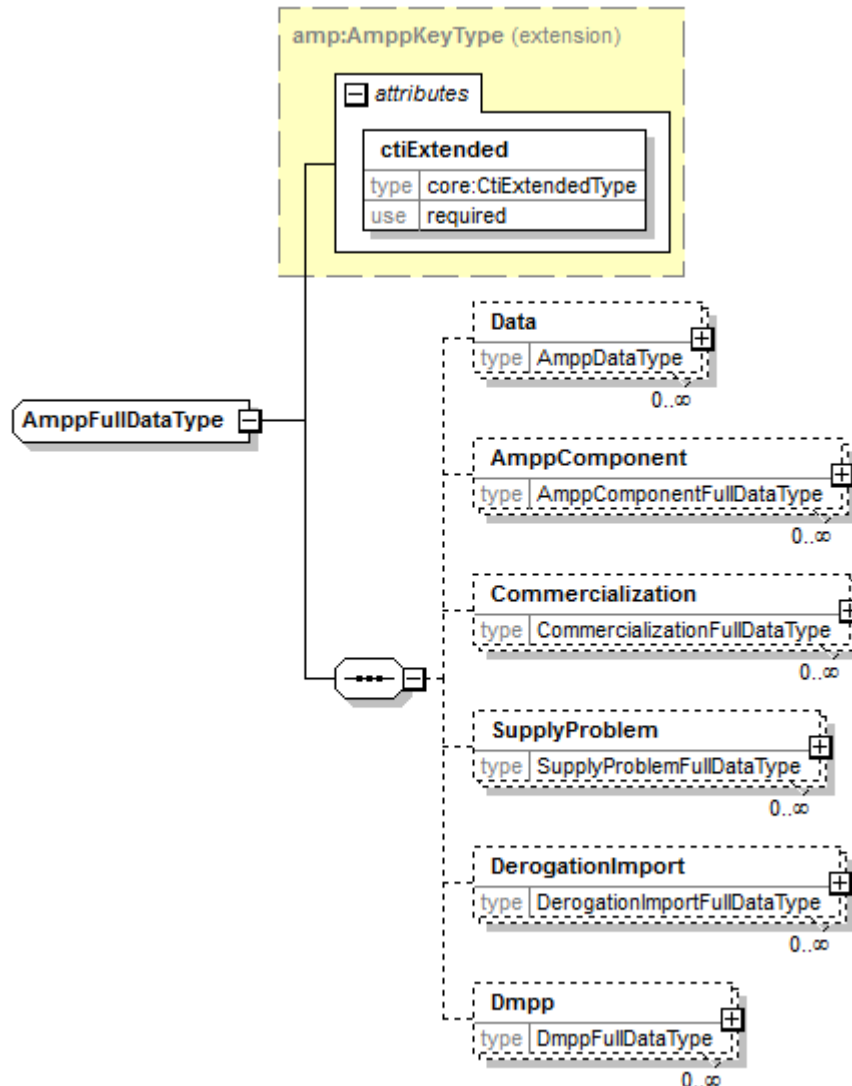 amp:AmppKeyType (extension)
attributes
ctiExtended
type core:CtiExtendedType
use required
AmppFullDataType
Data
type AmppDataType
0..∞
AmppComponent
type AmppComponentFullDataType
0..∞
Commercialization
type CommercializationFullDataType
0..∞
SupplyProblem
type SupplyProblemFullDataType
0..∞
DerogationImport
type DerogationImportFullDataType
0..∞
Dmpp
type DmppFullDataType
0..∞